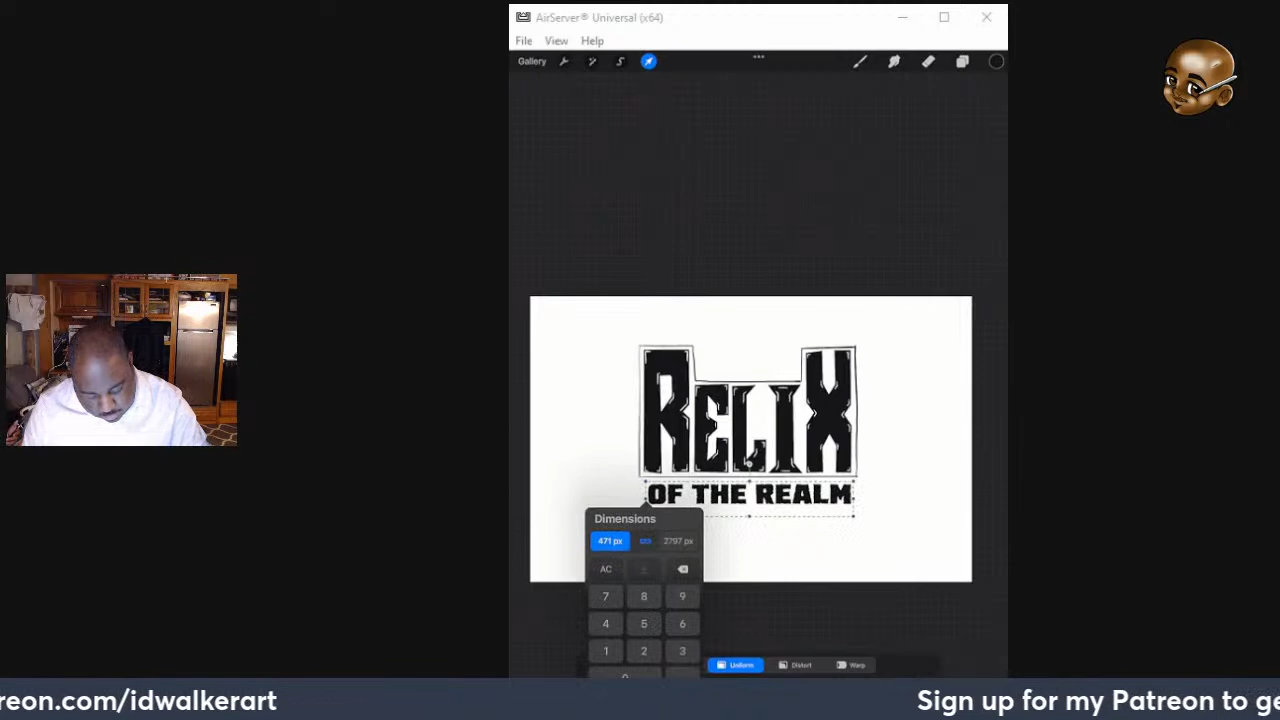 AirServer® Universal (x64)
File View Help
Gallery
RELIX
OF THE REALM
Dimensions
471 px 2797 px
AC
7 8 9
4 5 6
1 2 3
0
Uniform Distort Warp
reon.com/idwalkerart Sign up for my Patreon to ge